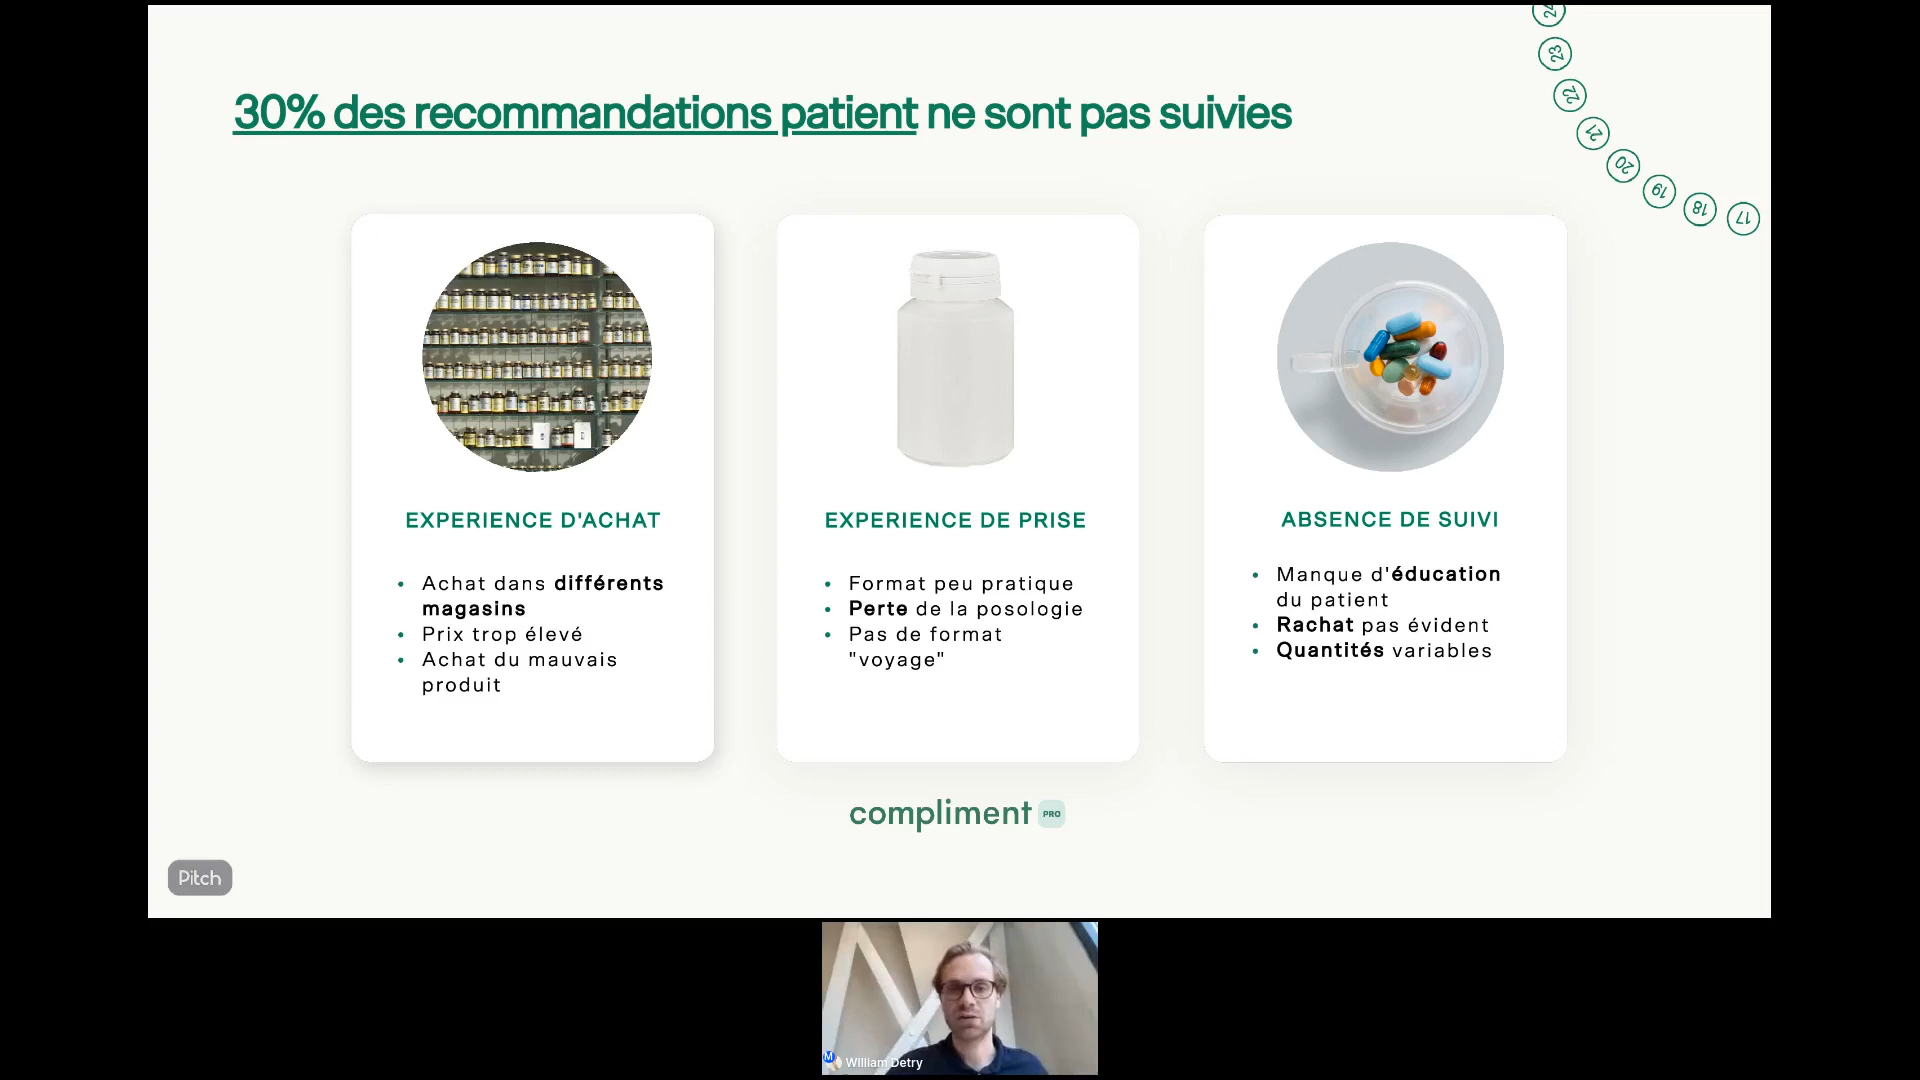 30% des recommandations patient ne sont pas suivies
24
23
22
21
20
19
18
17
EXPERIENCE D'ACHAT
• Achat dans différents
magasins
• Prix trop élevé
• Achat du mauvais
produit
EXPERIENCE DE PRISE
• Format peu pratique
• Perte de la posologie
• Pas de format
"voyage"
ABSENCE DE SUIVI
• Manque d'éducation
du patient
• Rachat pas évident
• Quantités variables
compliment PRO
Pitch
M
William Detry